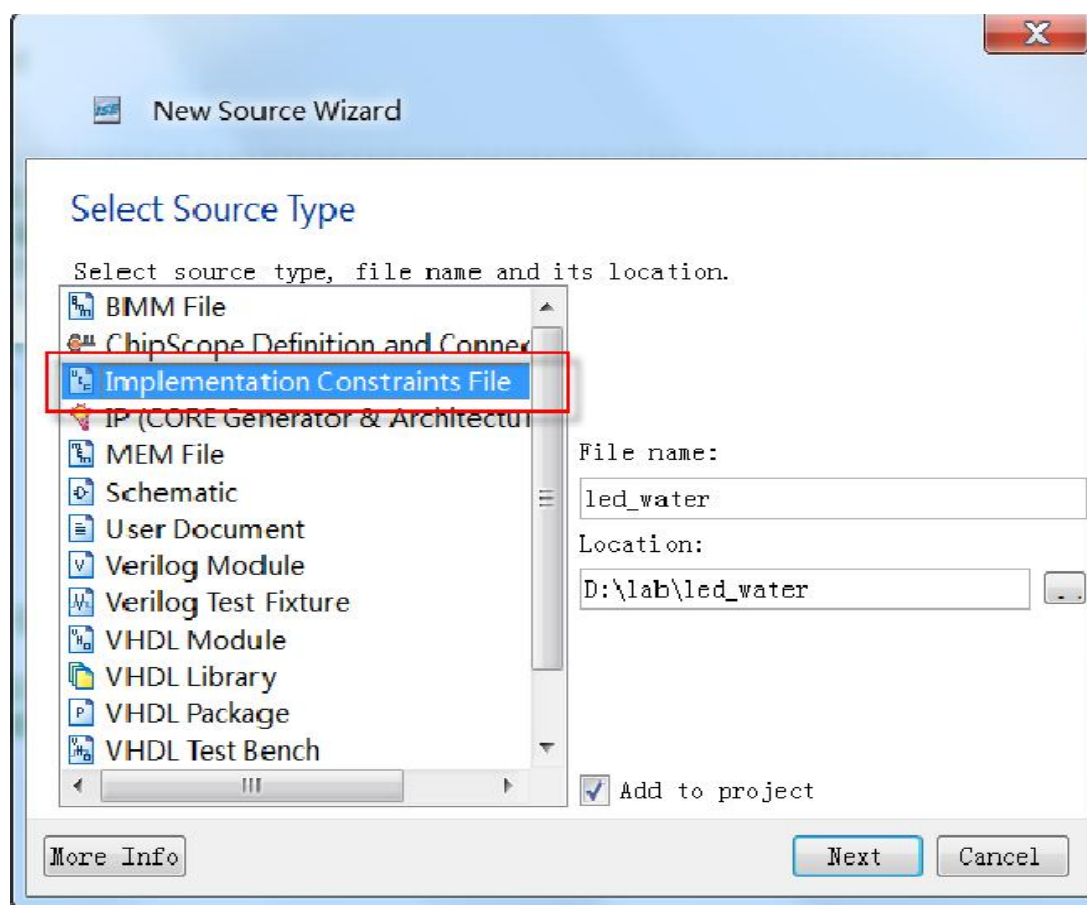 ISE New Source Wizard
Select Source Type
Select source type, file name and its location.
BMM File
ChipScope Definition and Connec
Implementation Constraints File
IP (CORE Generator & Architectu
MEM File
Schematic
User Document
Verilog Module
Verilog Test Fixture
VHDL Module
VHDL Library
VHDL Package
VHDL Test Bench
File name:
led_water
Location:
D:\lab\led_water
...
Add to project
More Info
Next
Cancel